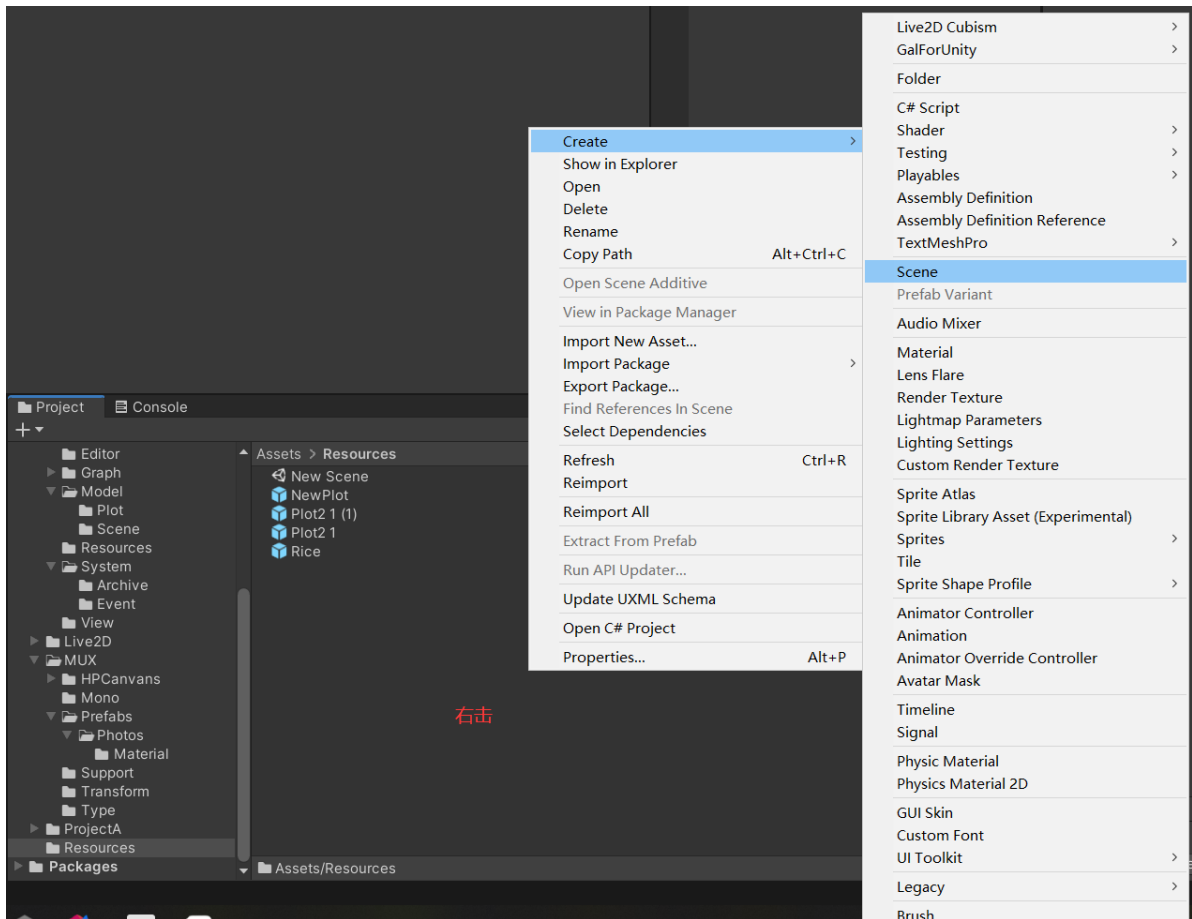 Live2D Cubism
GalForUnity
Folder
C# Script
Shader
Testing
Playables
Assembly Definition
Assembly Definition Reference
TextMeshPro
Scene
Prefab Variant
Audio Mixer
Material
Lens Flare
Render Texture
Lightmap Parameters
Lighting Settings
Custom Render Texture
Sprite Atlas
Sprite Library Asset (Experimental)
Sprites
Tile
Sprite Shape Profile
Animator Controller
Animation
Animator Override Controller
Avatar Mask
Timeline
Signal
Physic Material
Physics Material 2D
GUI Skin
Custom Font
UI Toolkit
Legacy
Brush
Create
Show in Explorer
Open
Delete
Rename
Copy Path Alt+Ctrl+C
Open Scene Additive
View in Package Manager
Import New Asset...
Import Package
Export Package...
Find References In Scene
Select Dependencies
Refresh Ctrl+R
Reimport
Reimport All
Extract From Prefab
Run API Updater...
Update UXML Schema
Open C# Project
Properties... Alt+P
Project Console
Editor
Graph
Model
Plot
Scene
Resources
System
Archive
Event
View
Live2D
MUX
HPCanvans
Mono
Prefabs
Photos
Material
Support
Transform
Type
ProjectA
Resources
Packages
Assets > Resources
New Scene
NewPlot
Plot2 1 (1)
Plot2 1
Rice
右击
Assets/Resources